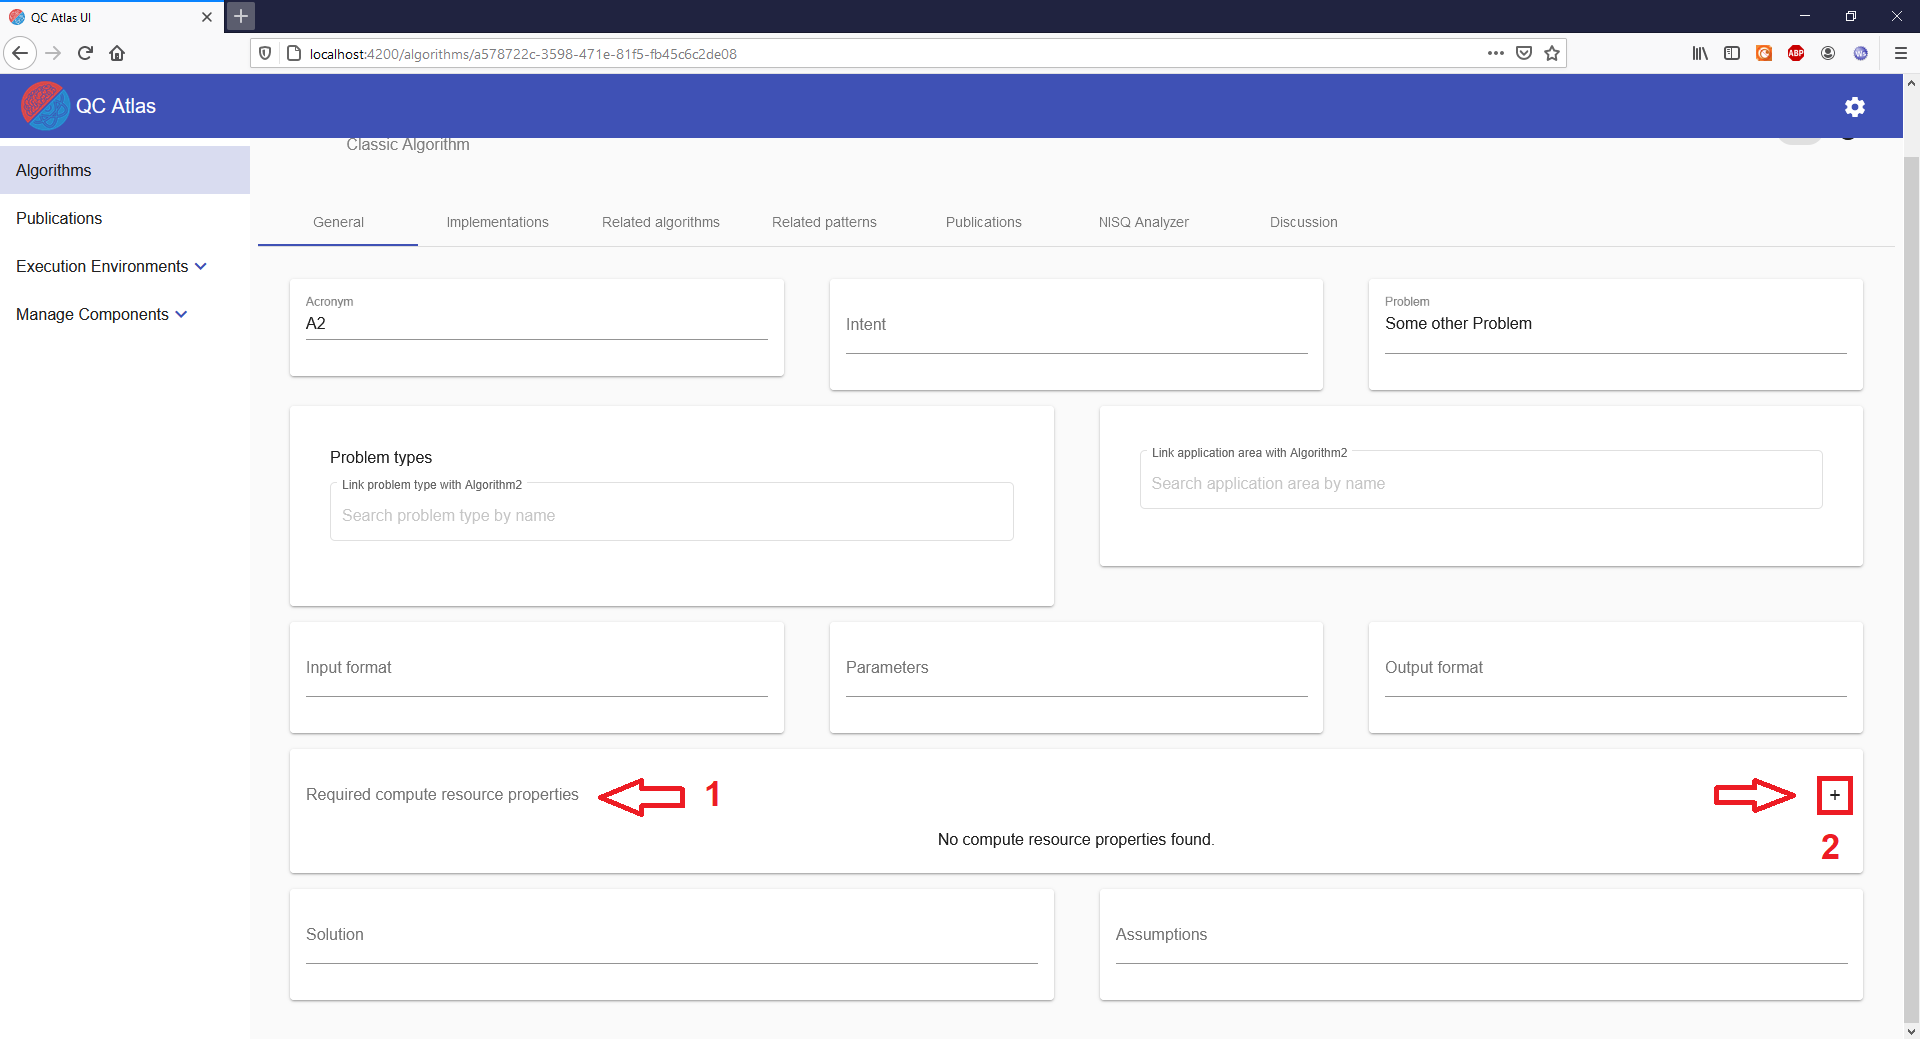 QC Atlas UI
localhost:4200/algorithms/a578722c-3598-471e-81f5-fb45c6c2de08
ABP
QC Atlas
Classic Algorithm
Algorithms
Publications
Execution Environments
Manage Components
General Implementations Related algorithms Related patterns Publications NISQ Analyzer Discussion
Acronym
A2
Intent
Problem
Some other Problem
Problem types
Link problem type with Algorithm2
Search problem type by name
Link application area with Algorithm2
Search application area by name
Input format
Parameters
Output format
Required compute resource properties
1
+
2
No compute resource properties found.
Solution
Assumptions